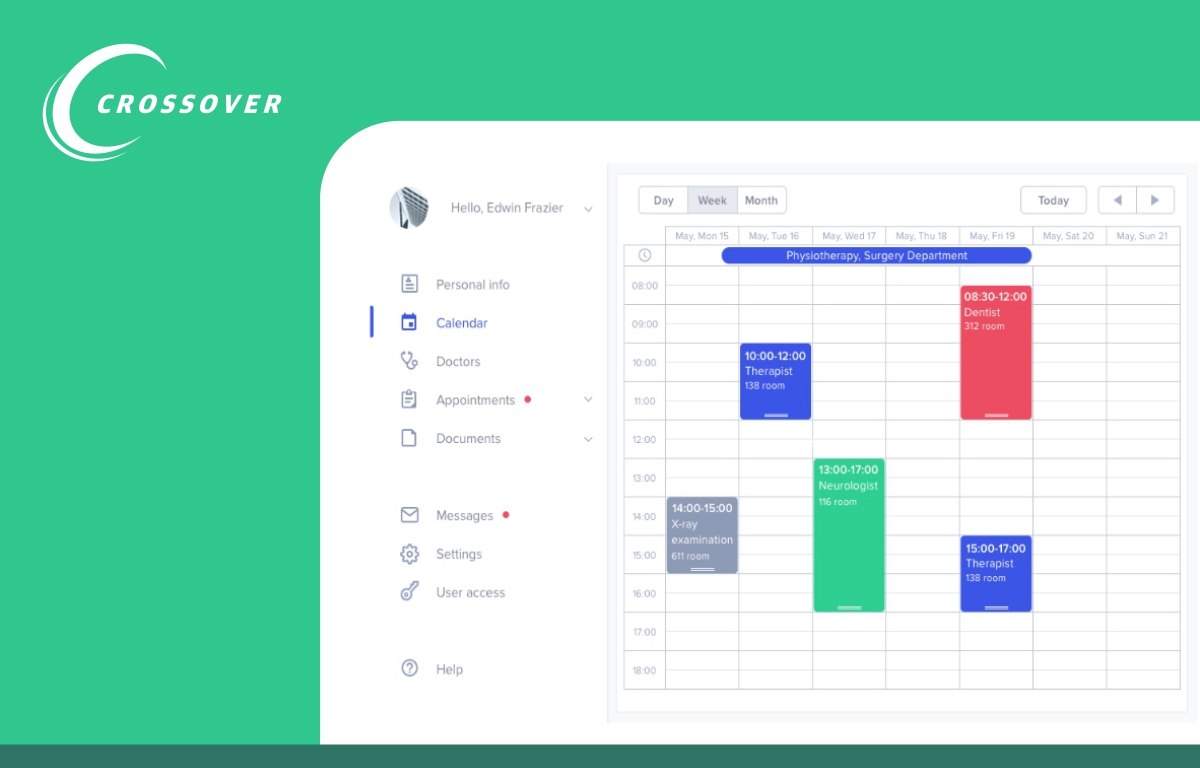 CROSSOVER
Hello, Edwin Frazier
Personal info
Calendar
Doctors
Appointments
Documents
Messages
Settings
User access
Help
Day Week Month Today
May, Mon 15 May, Tue 16 May, Wed 17 May, Thu 18 May, Fri 19 May, Sat 20 May, Sun 21
Physiotherapy, Surgery Department
08:00
09:00
10:00
11:00
12:00
13:00
14:00
15:00
16:00
17:00
18:00
14:00-15:00
X-ray
examination
611 room
10:00-12:00
Therapist
138 room
13:00-17:00
Neurologist
116 room
08:30-12:00
Dentist
312 room
15:00-17:00
Therapist
138 room